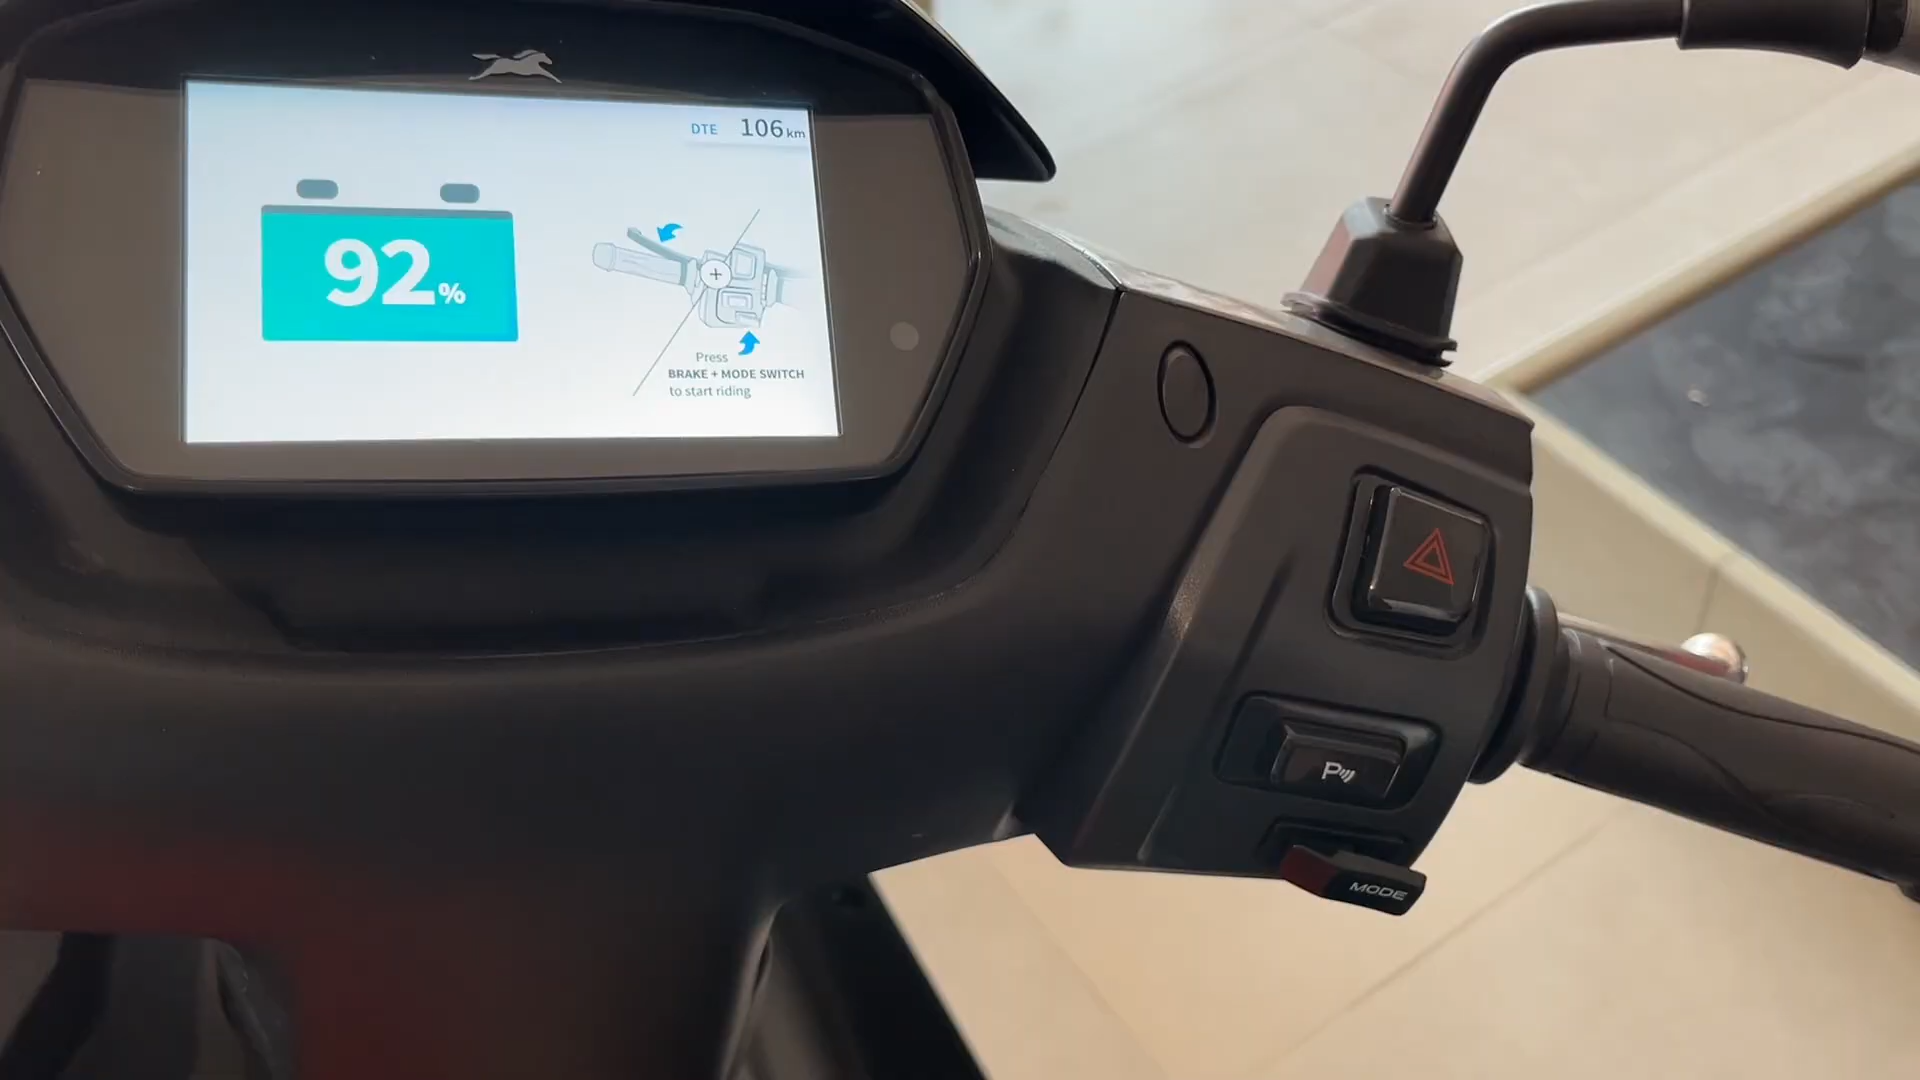 DTE 106 km
92%
Press
BRAKE + MODE SWITCH
to start riding
P
MODE